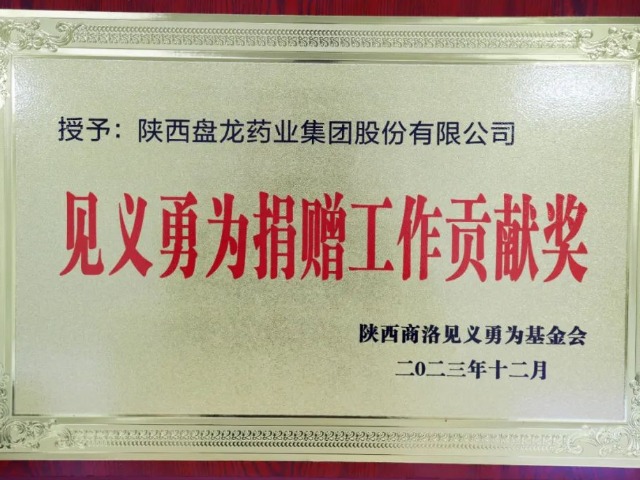 授予：陕西盘龙药业集团股份有限公司
见义勇为捐赠工作贡献奖
陕西商洛见义勇为基金会
二〇二三年十二月